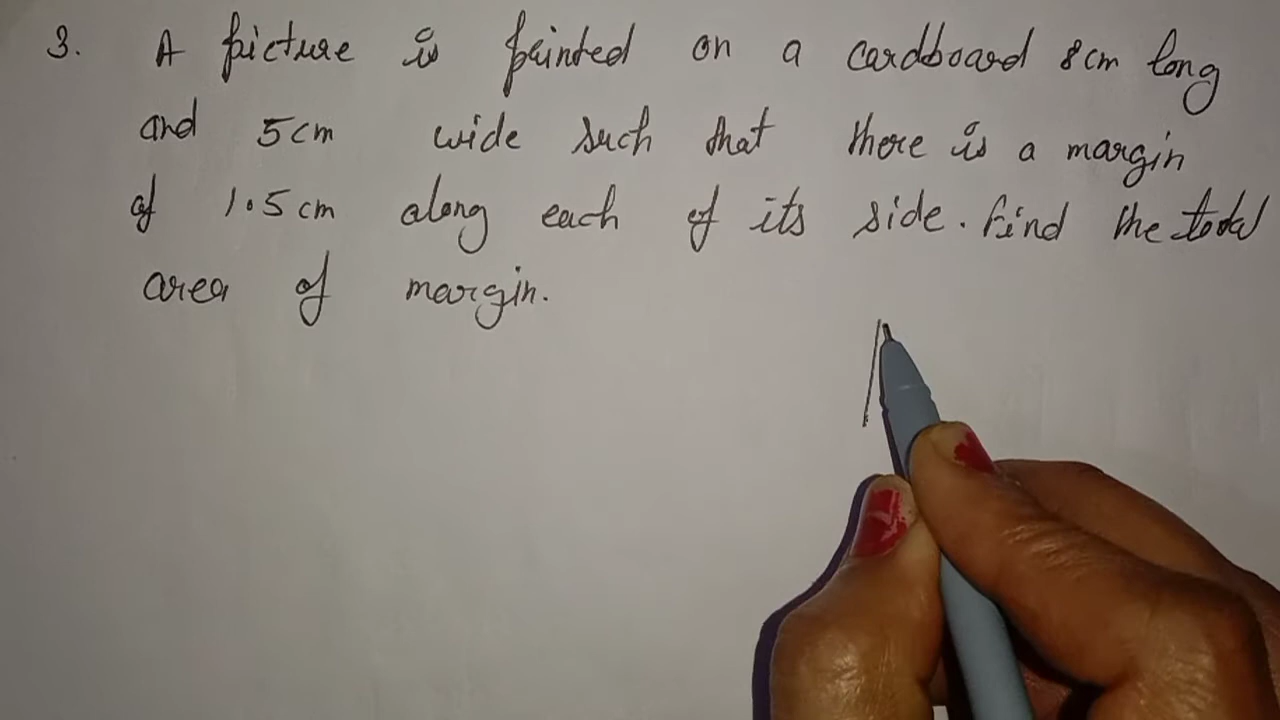 3. A picture is painted on a cardboard 8cm long
and 5cm wide such that there is a margin
of 1.5cm along each of its side. Find the total
area of margin.